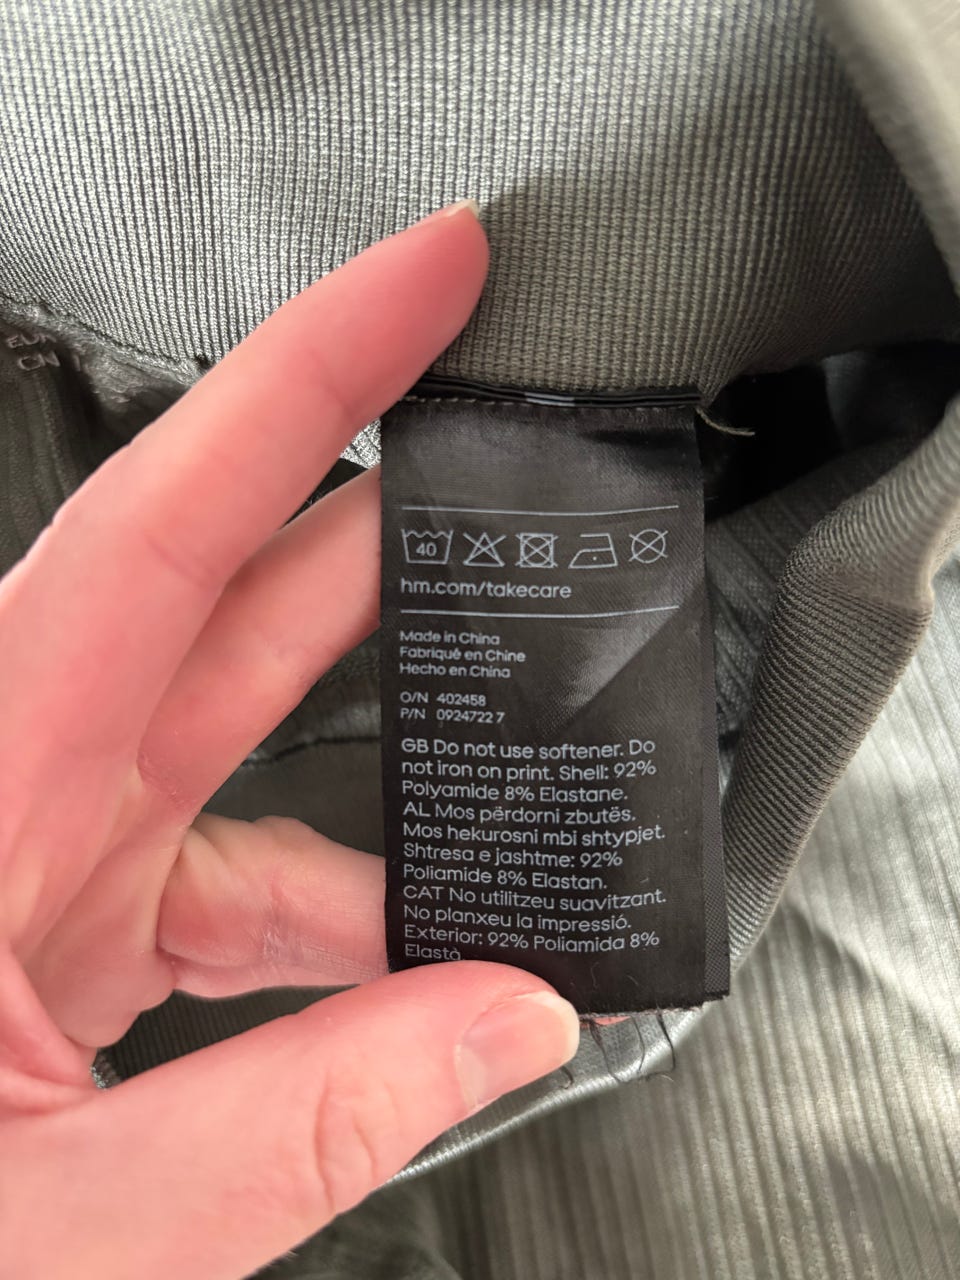 CN
40
hm.com/takecare
Made in China
Fabriqué en Chine
Hecho en China
O/N 402458
P/N 0924722 7
GB Do not use softener. Do
not iron on print. Shell: 92%
Polyamide 8% Elastane.
AL Mos përdorni zbutës.
Mos hekurosni mbi shtypjet.
Shtresa e jashtme: 92%
Poliamide 8% Elastan.
CAT No utilitzeu suavitzant.
No planxeu la impressió.
Exterior: 92% Poliamida 8%
Elastà